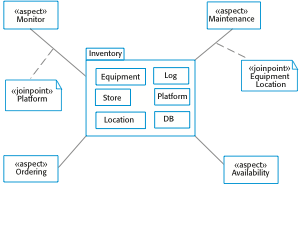 «aspect»
Monitor
«aspect»
Maintenance
Inventory
«joinpoint»
Platform
Equipment
Log
Store
Platform
Location
DB
«joinpoint»
Equipment
Location
«aspect»
Ordering
«aspect»
Availability